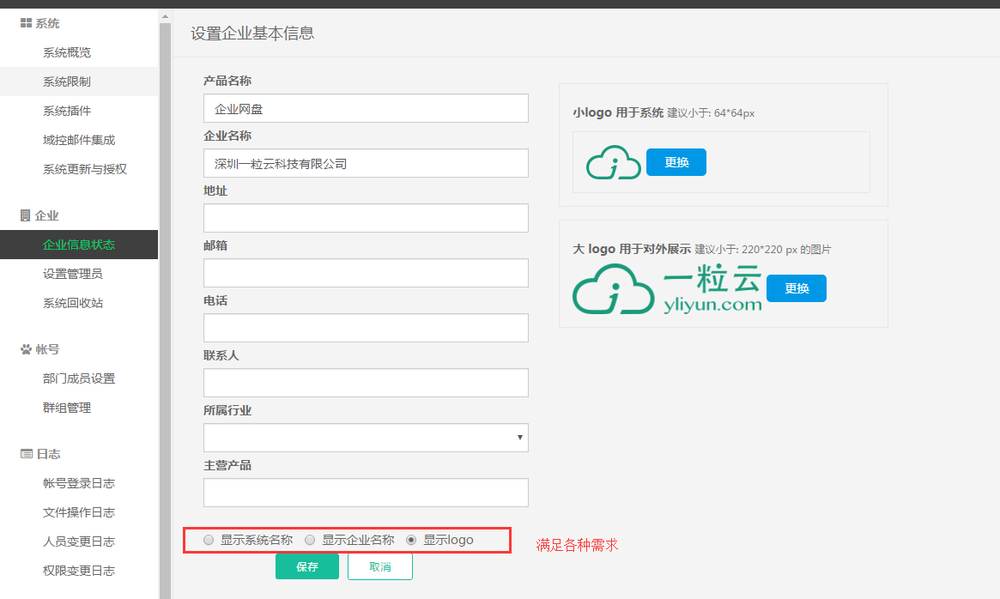 系统
系统概览
系统限制
系统插件
域控邮件集成
系统更新与授权
企业
企业信息状态
设置管理员
系统回收站
帐号
部门成员设置
群组管理
日志
帐号登录日志
文件操作日志
人员变更日志
权限变更日志
设置企业基本信息
产品名称
企业网盘
企业名称
深圳一粒云科技有限公司
地址
邮箱
电话
联系人
所属行业
主营产品
显示系统名称 显示企业名称 显示logo
满足各种需求
保存 取消
小logo 用于系统 建议小于: 64*64px
更换
大 logo 用于对外展示 建议小于: 220*220 px 的图片
一粒云
yliyun.com
更换